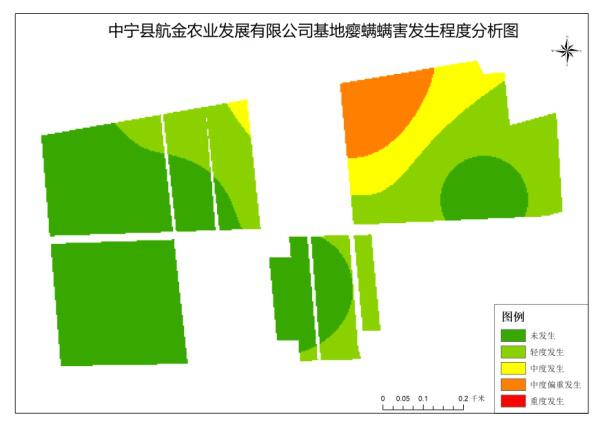 中宁县航金农业发展有限公司基地瘿螨螨害发生程度分析图
图例
未发生
轻度发生
中度发生
中度偏重发生
重度发生
0 0.05 0.1 0.2 千米